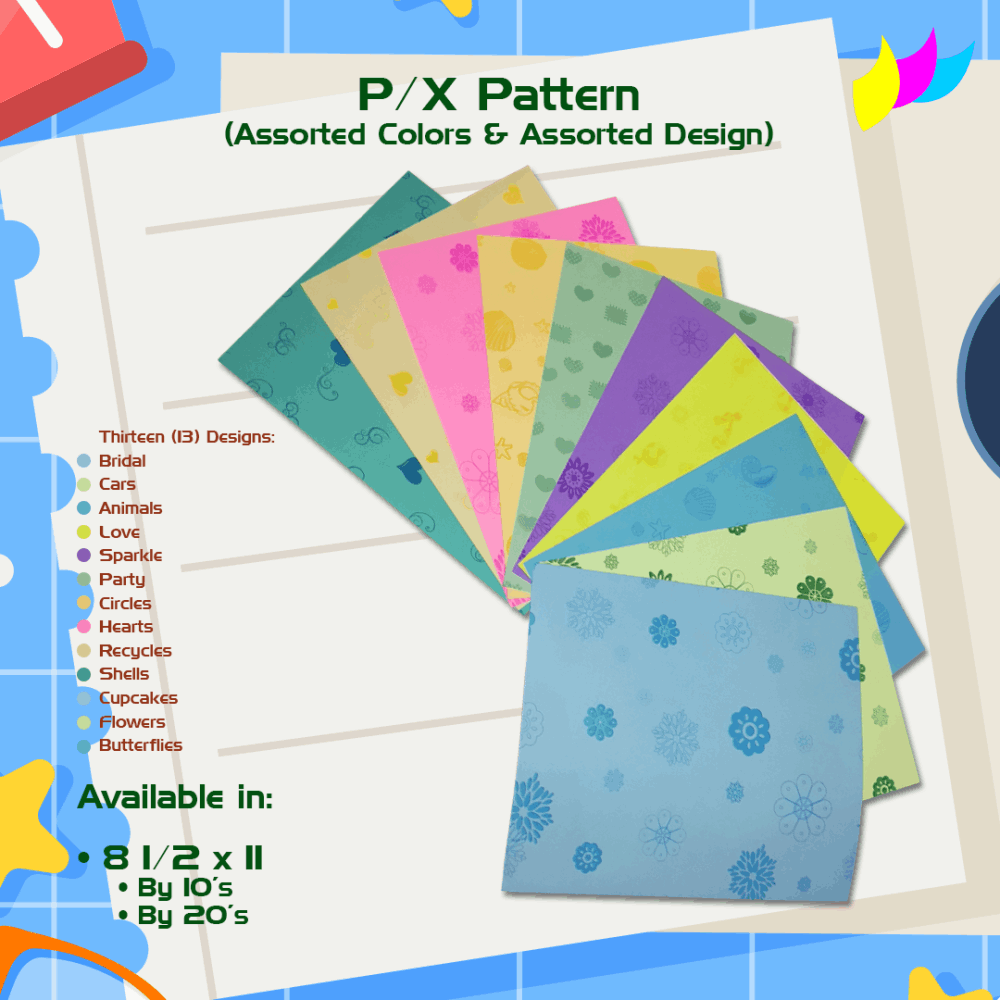 P/X Pattern
(Assorted Colors & Assorted Design)
Thirteen (13) Designs:
Bridal
Cars
Animals
Love
Sparkle
Party
Circles
Hearts
Recycles
Shells
Cupcakes
Flowers
Butterflies
Available in:
• 8 1/2 x 11
• By 10's
• By 20's